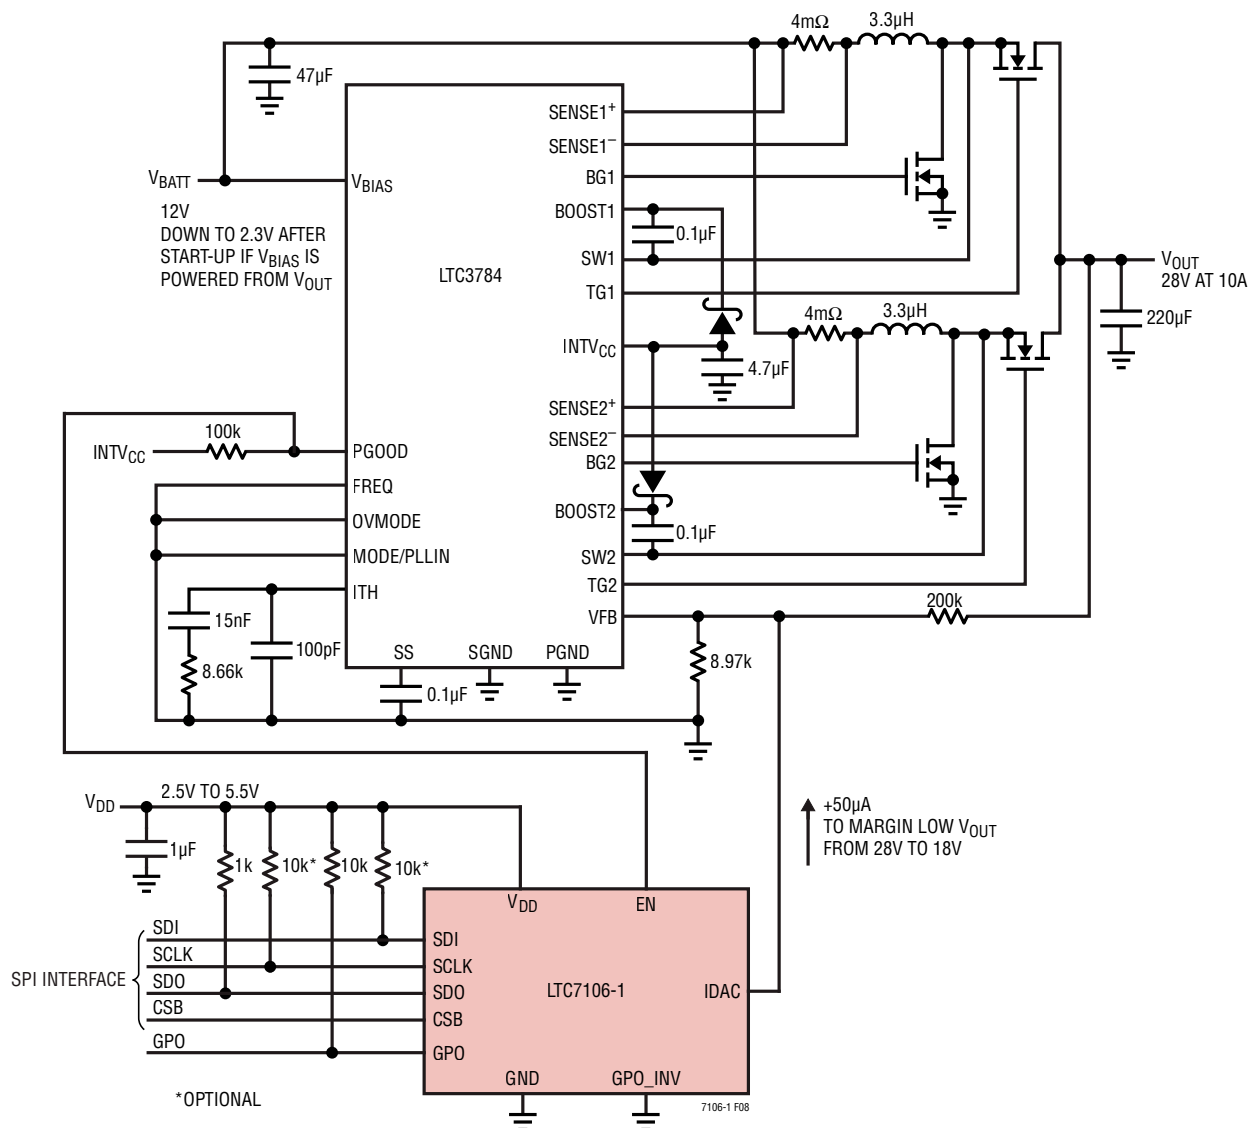 4mΩ
3.3µH
47µF
SENSE1+
SENSE1–
VBATT
VBIAS
BG1
12V
DOWN TO 2.3V AFTER
START-UP IF VBIAS IS
POWERED FROM VOUT
BOOST1
0.1µF
SW1
LTC3784
TG1
VOUT
28V AT 10A
4mΩ
3.3µH
220µF
INTVCC
4.7µF
SENSE2+
SENSE2–
100k
INTVCC
PGOOD
BG2
FREQ
BOOST2
OVMODE
0.1µF
MODE/PLLIN
SW2
ITH
TG2
200k
15nF
VFB
100pF
SS
SGND
PGND
8.66k
8.97k
0.1µF
2.5V TO 5.5V
VDD
+50µA
TO MARGIN LOW VOUT
FROM 28V TO 18V
1µF
1k
10k*
10k
10k*
VDD
EN
SDI
SDI
SCLK
SCLK
SPI INTERFACE
SDO
SDO
LTC7106-1
IDAC
CSB
CSB
GPO
GPO
GND
GPO_INV
*OPTIONAL
7106-1 F08